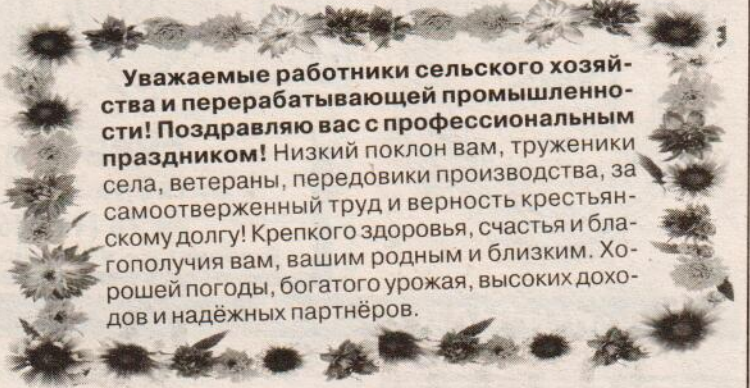 Уважаемые работники сельского хозяй-
ства и перерабатывающей промышленно-
сти! Поздравляю вас с профессиональным
праздником! Низкий поклон вам, труженики
села, ветераны, передовики производства, за
самоотверженный труд и верность крестьян-
скому долгу! Крепкого здоровья, счастья и бла-
гополучия вам, вашим родным и близким. Хо-
рошей погоды, богатого урожая, высоких дохо-
дов и надёжных партнёров.